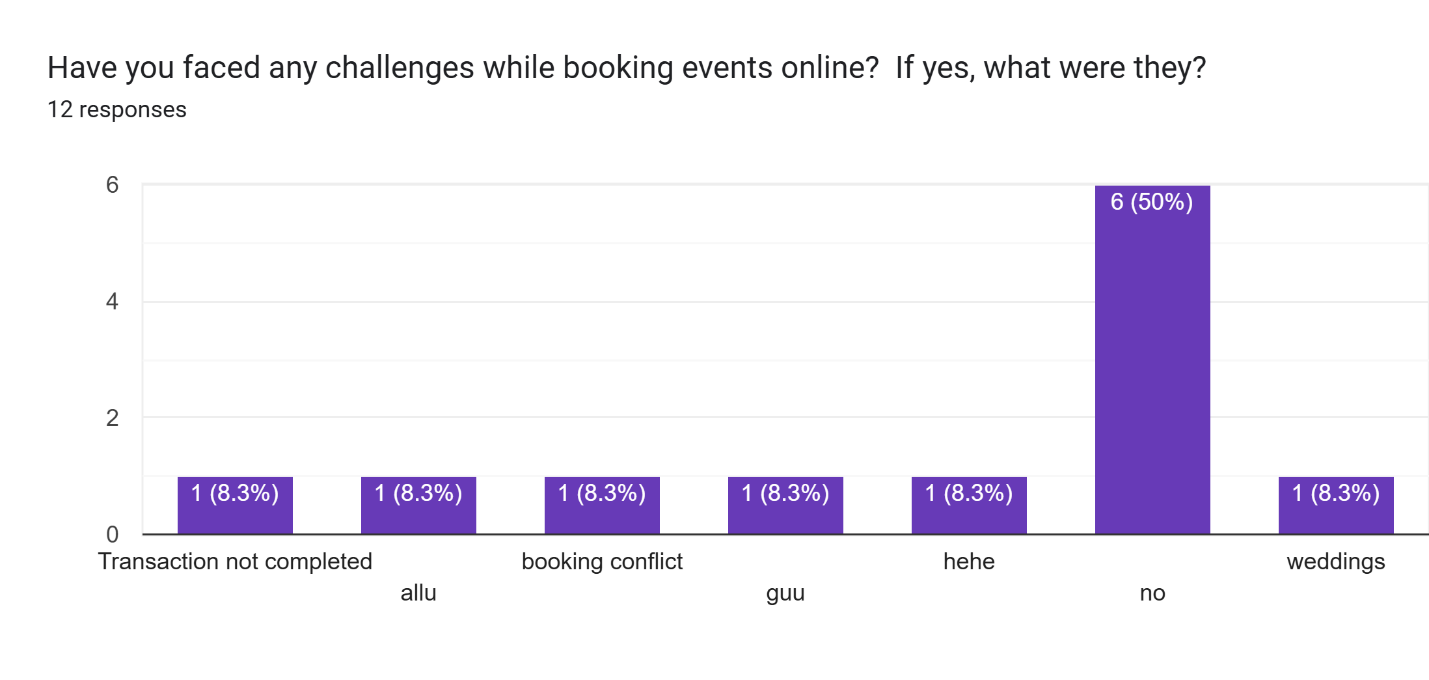 Have you faced any challenges while booking events online?  If yes, what were they?
12 responses
6
4
2
0
1 (8.3%)
1 (8.3%)
1 (8.3%)
1 (8.3%)
1 (8.3%)
6 (50%)
1 (8.3%)
Transaction not completed
allu
booking conflict
guu
hehe
no
weddings